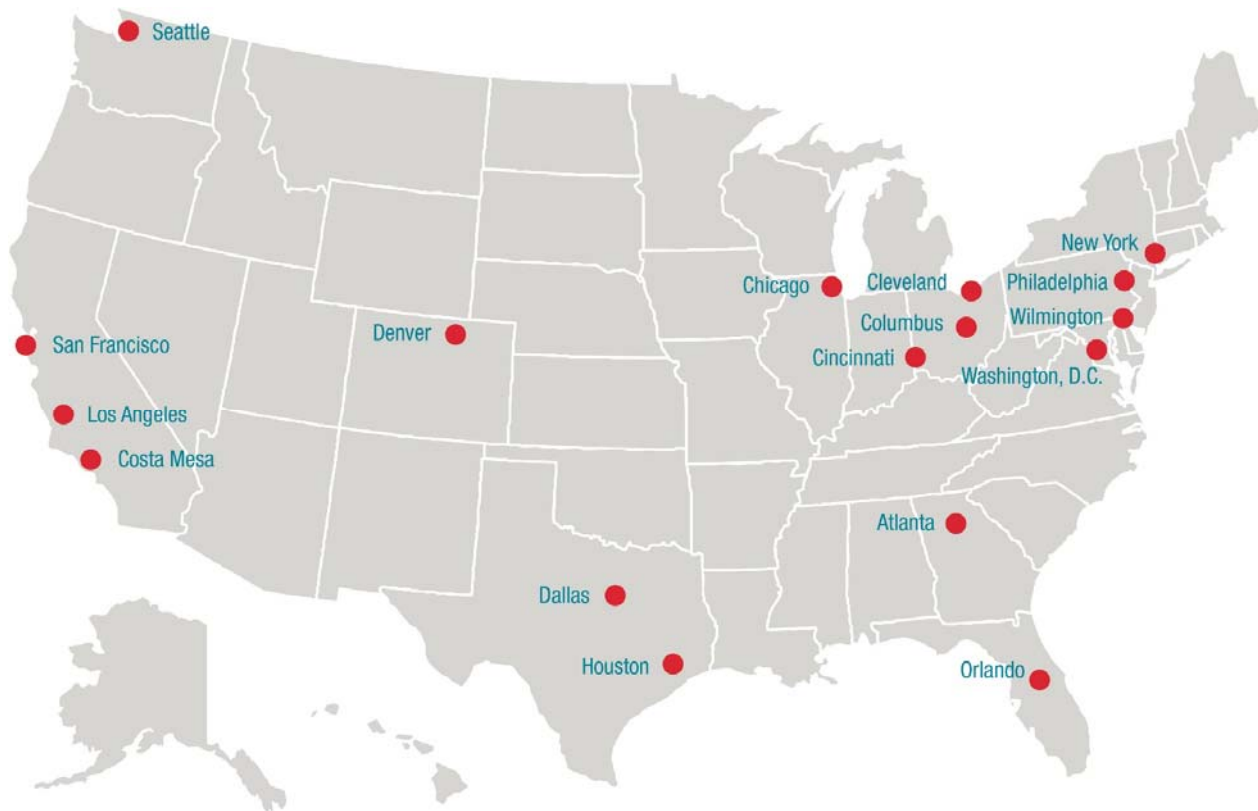 Seattle
New York
Chicago
Cleveland
Philadelphia
Columbus
Wilmington
Denver
San Francisco
Cincinnati
Washington, D.C.
Los Angeles
Costa Mesa
Atlanta
Dallas
Houston
Orlando